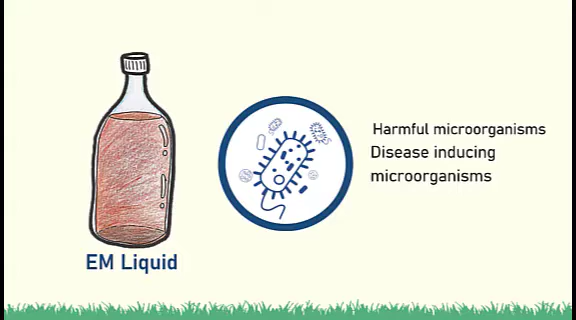 Harmful microorganisms
Disease inducing
microorganisms
EM Liquid